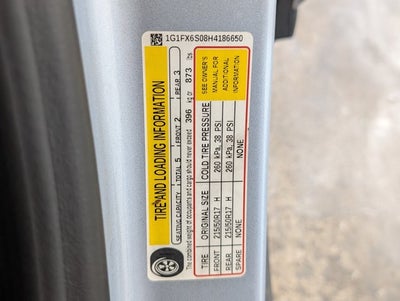 1G1FX6S08H4186650
TIRE AND LOADING INFORMATION
SEATING CAPACITY TOTAL 5 FRONT 2 REAR 3
The combined weight of occupants and cargo should never exceed 396 kg or 873 lbs
TIRE ORIGINAL SIZE COLD TIRE PRESSURE
FRONT 215/50R17 H 260 kPa, 38 PSI
REAR 215/50R17 H 260 kPa, 38 PSI
SPARE NONE NONE
SEE OWNER'S
MANUAL FOR
ADDITIONAL
INFORMATION